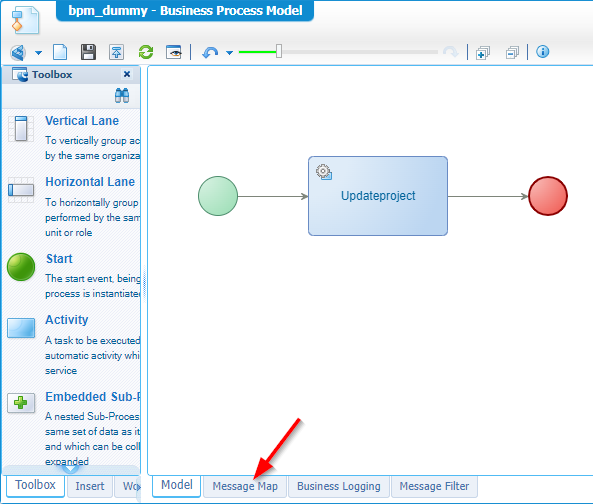 bpm_dummy - Business Process Model
Toolbox
Vertical Lane
To vertically group ac
by the same organiza
Horizontal Lane
To horizontally group
performed by the sam
unit or role
Start
The start event, being
process is instantiate
Activity
A task to be executed
automatic activity whi
service
Embedded Sub-P
A nested Sub-Proces
same set of data as it
and which can be coll
expanded
Updateproject
Toolbox
Insert
Wo
Model
Message Map
Business Logging
Message Filter